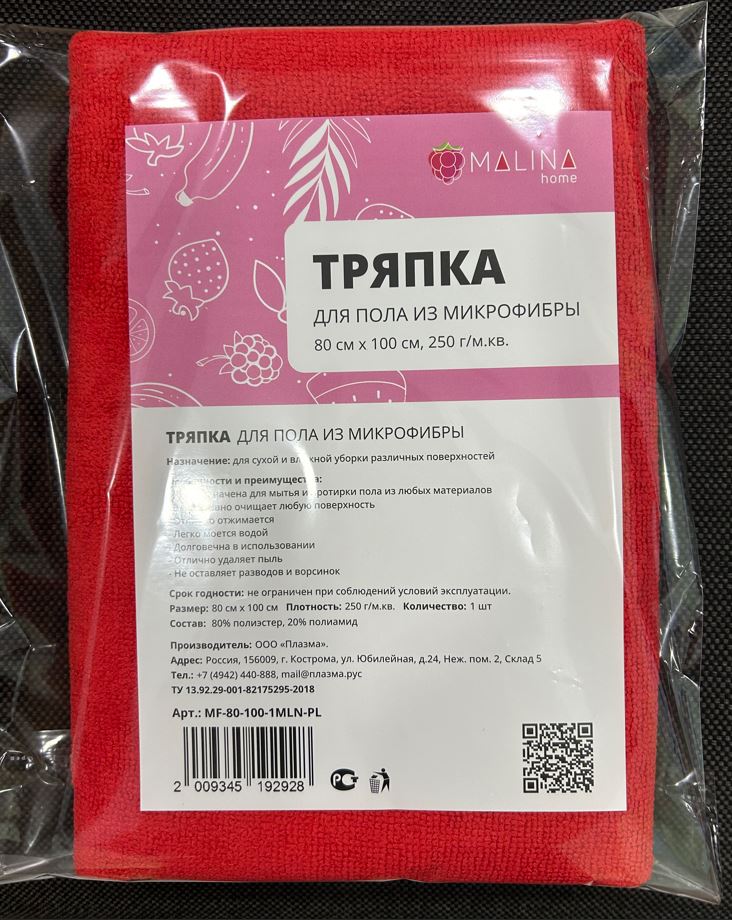 MALINA
home
ТРЯПКА
ДЛЯ ПОЛА ИЗ МИКРОФИБРЫ
80 см х 100 см, 250 г/м.кв.
ТРЯПКА ДЛЯ ПОЛА ИЗ МИКРОФИБРЫ
Назначение: для сухой и влажной уборки различных поверхностей
и преимущества:
для мытья и протирки пола из любых материалов
очищает любую поверхность
- Отлично отжимается
- Легко моется водой
- Долговечна в использовании
- Отлично удаляет пыль
- Не оставляет разводов и ворсинок
Срок годности: не ограничен при соблюдений условий эксплуатации.
Размер: 80 см х 100 см Плотность: 250 г/м.кв. Количество: 1 шт
Состав: 80% полиэстер, 20% полиамид
Производитель: ООО «Плазма».
Адрес: Россия, 156009, г. Кострома, ул. Юбилейная, д.24, Неж. пом. 2, Склад 5
Тел.: +7 (4942) 440-888, mail@плазма.рус
ТУ 13.92.29-001-82175295-2018
Арт.: MF-80-100-1MLN-PL
2 009345 192928
РСТ